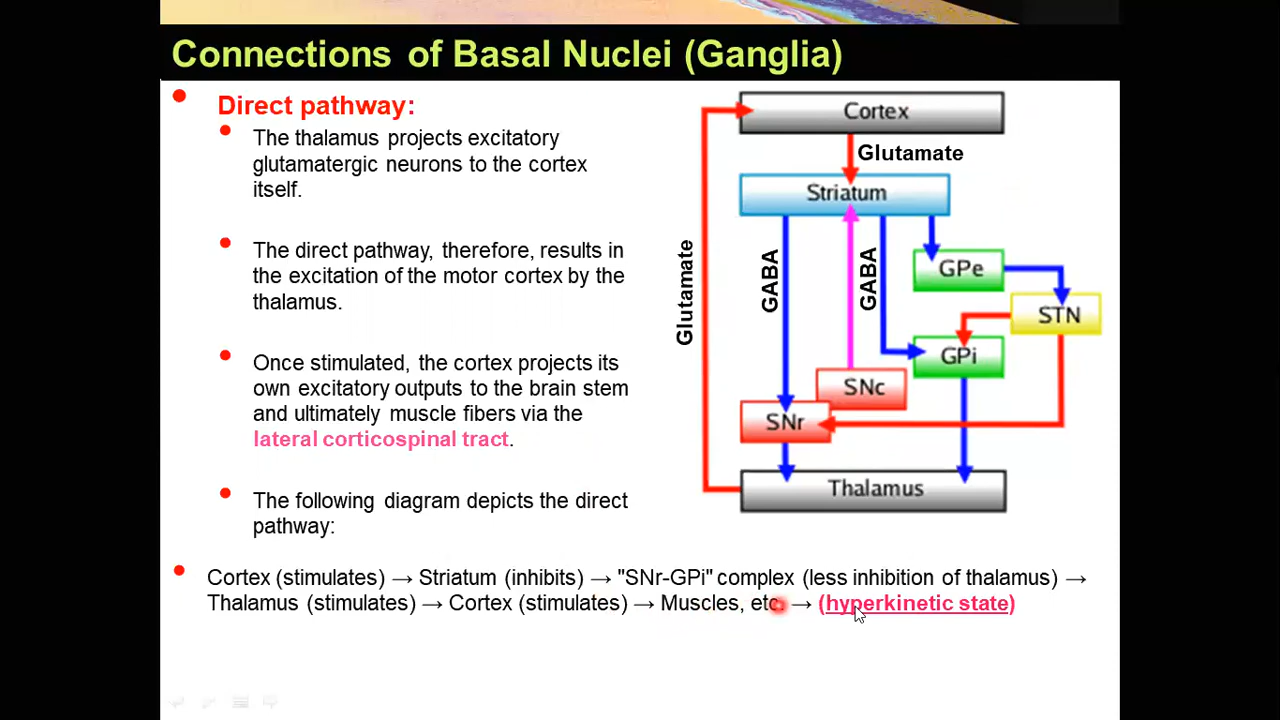 Connections of Basal Nuclei (Ganglia)
Direct pathway:
The thalamus projects excitatory
glutamatergic neurons to the cortex
itself.
The direct pathway, therefore, results in
the excitation of the motor cortex by the
thalamus.
Once stimulated, the cortex projects its
own excitatory outputs to the brain stem
and ultimately muscle fibers via the
lateral corticospinal tract.
The following diagram depicts the direct
pathway:
Cortex (stimulates) → Striatum (inhibits) → "SNr-GPi" complex (less inhibition of thalamus) →
Thalamus (stimulates) → Cortex (stimulates) → Muscles, etc. → (hyperkinetic state)
Cortex
Glutamate
Striatum
Glutamate
GABA
GABA
GPe
STN
GPi
SNc
SNr
Thalamus